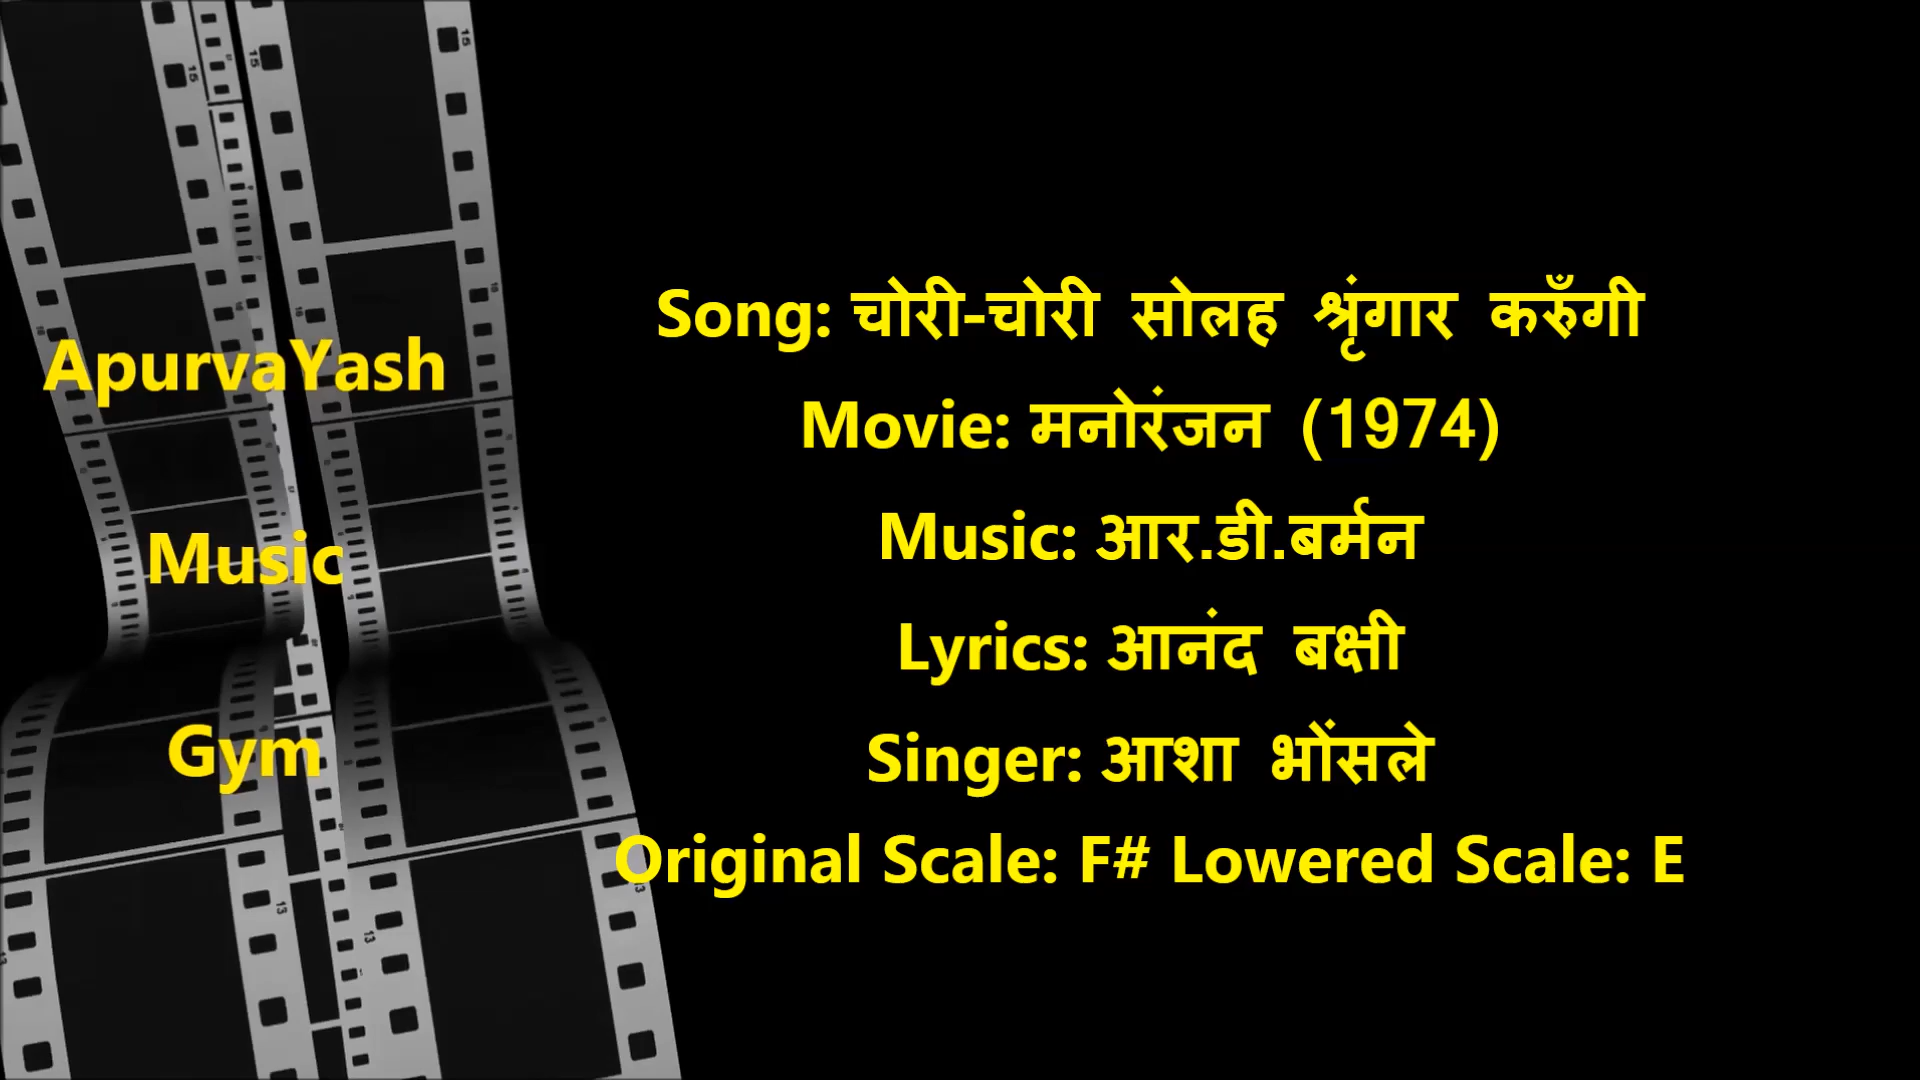 ApurvaYash
Music
Gym
Song: चोरी-चोरी सोलह श्रृंगार करुँगी
Movie: मनोरंजन (1974)
Music: आर.डी.बर्मन
Lyrics: आनंद बक्षी
Singer: आशा भोंसले
Original Scale: F# Lowered Scale: E